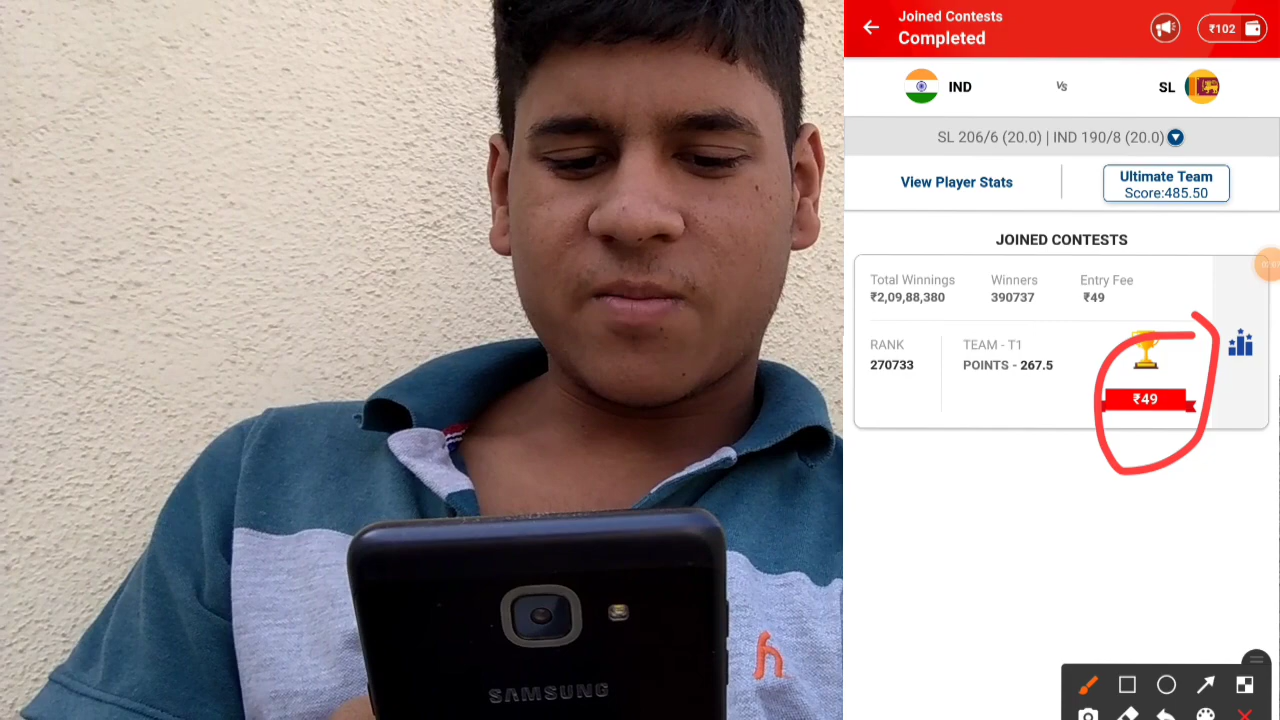 Joined Contests
Completed
₹102
IND
Vs
SL
SL 206/6 (20.0) | IND 190/8 (20.0)
View Player Stats
Ultimate Team
Score:485.50
JOINED CONTESTS
Total Winnings
Winners
Entry Fee
₹2,09,88,380
390737
₹49
RANK
TEAM - T1
270733
POINTS - 267.5
₹49
SAMSUNG